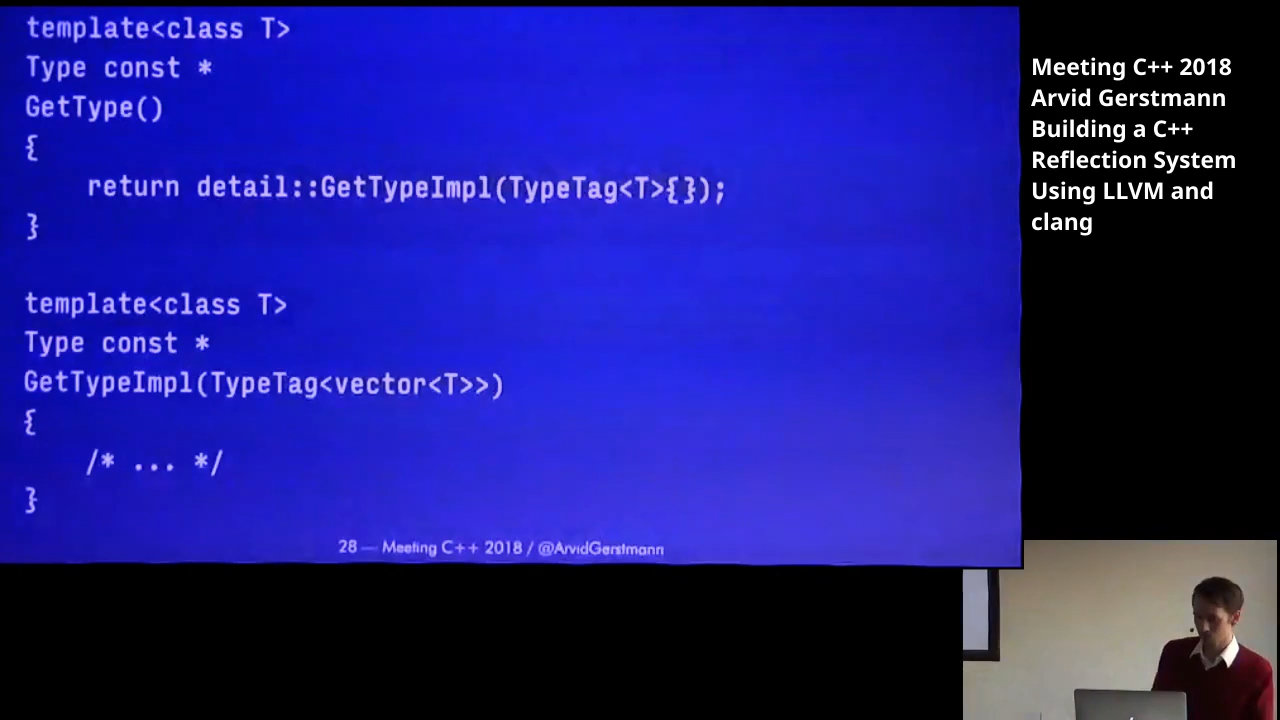 template<class T>
Type const *
GetType()
{
return detail::GetTypeImpl(TypeTag<T>{});
}
template<class T>
Type const *
GetTypeImpl(TypeTag<vector<T>>)
{
/* ... */
}
28 — Meeting C++ 2018 / @ArvidGerstmann
Meeting C++ 2018
Arvid Gerstmann
Building a C++
Reflection System
Using LLVM and
clang